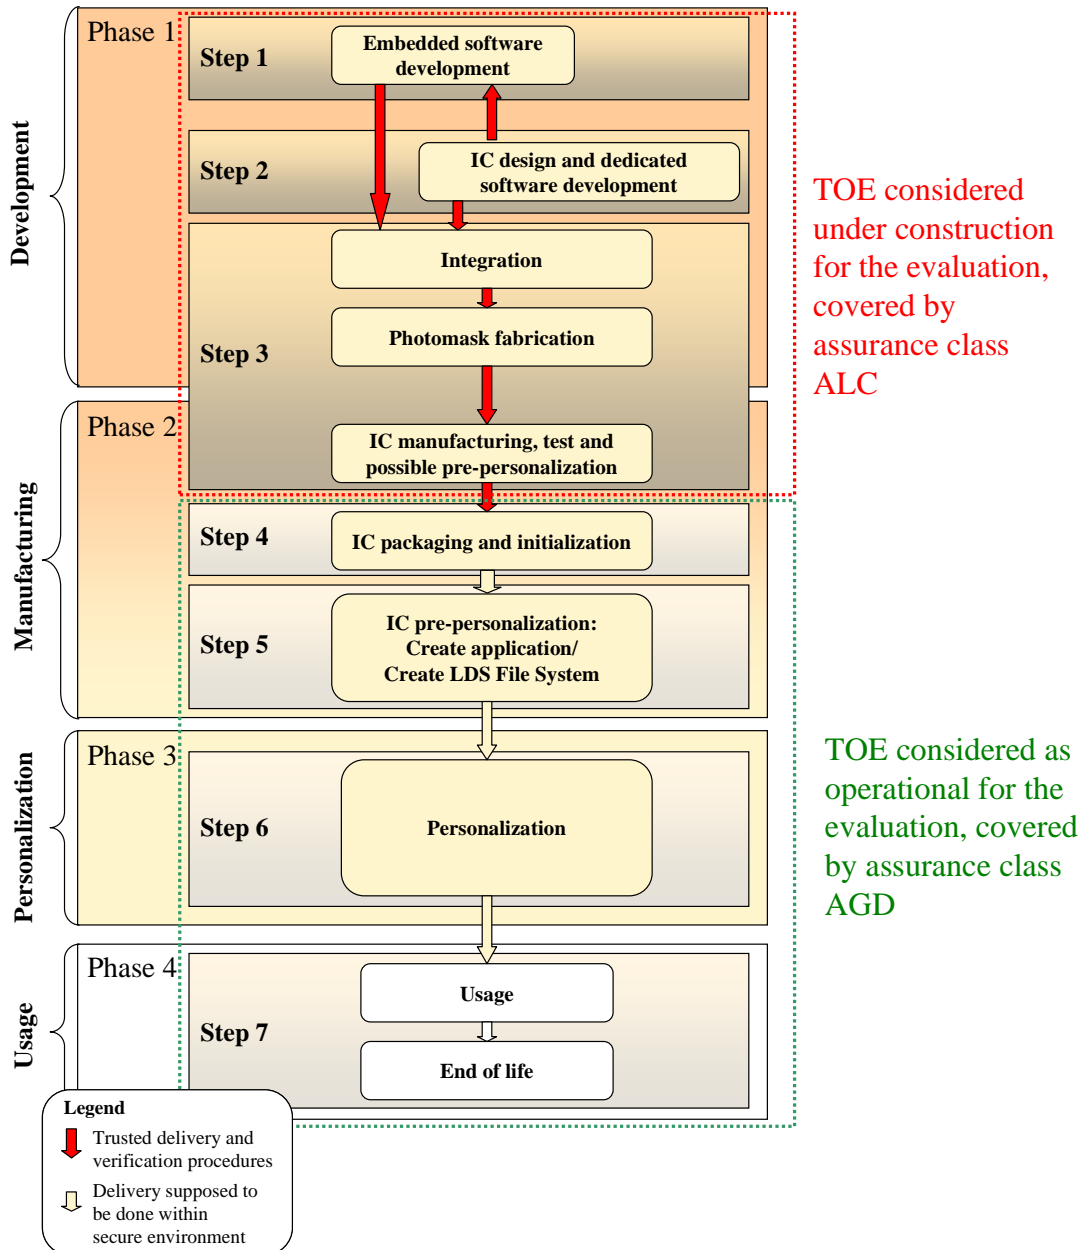 Phase 1
Step 1
Embedded software
development
Development
Step 2
IC design and dedicated
software development
TOE considered
under construction
for the evaluation,
covered by
assurance class
ALC
Integration
Step 3
Photomask fabrication
Phase 2
IC manufacturing, test and
possible pre-personalization
Manufacturing
Step 4
IC packaging and initialization
Step 5
IC pre-personalization:
Create application/
Create LDS File System
Phase 3
Personalization
Step 6
Personalization
TOE considered as
operational for the
evaluation, covered
by assurance class
AGD
Phase 4
Usage
Step 7
Usage
End of life
Legend
Trusted delivery and
verification procedures
Delivery supposed to
be done within
secure environment